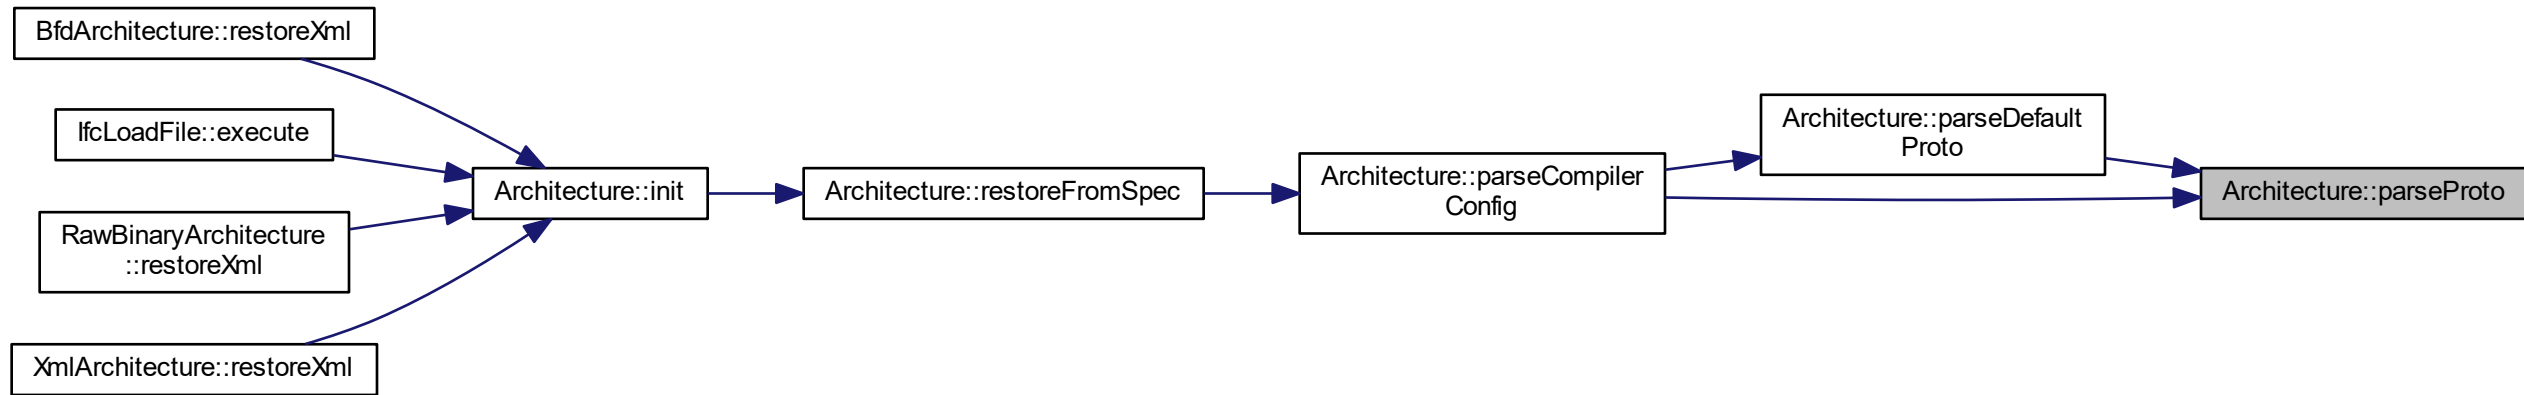 BfdArchitecture::restoreXml
IfcLoadFile::execute
RawBinaryArchitecture
::restoreXml
XmlArchitecture::restoreXml
Architecture::init
Architecture::restoreFromSpec
Architecture::parseCompiler
Config
Architecture::parseDefault
Proto
Architecture::parseProto